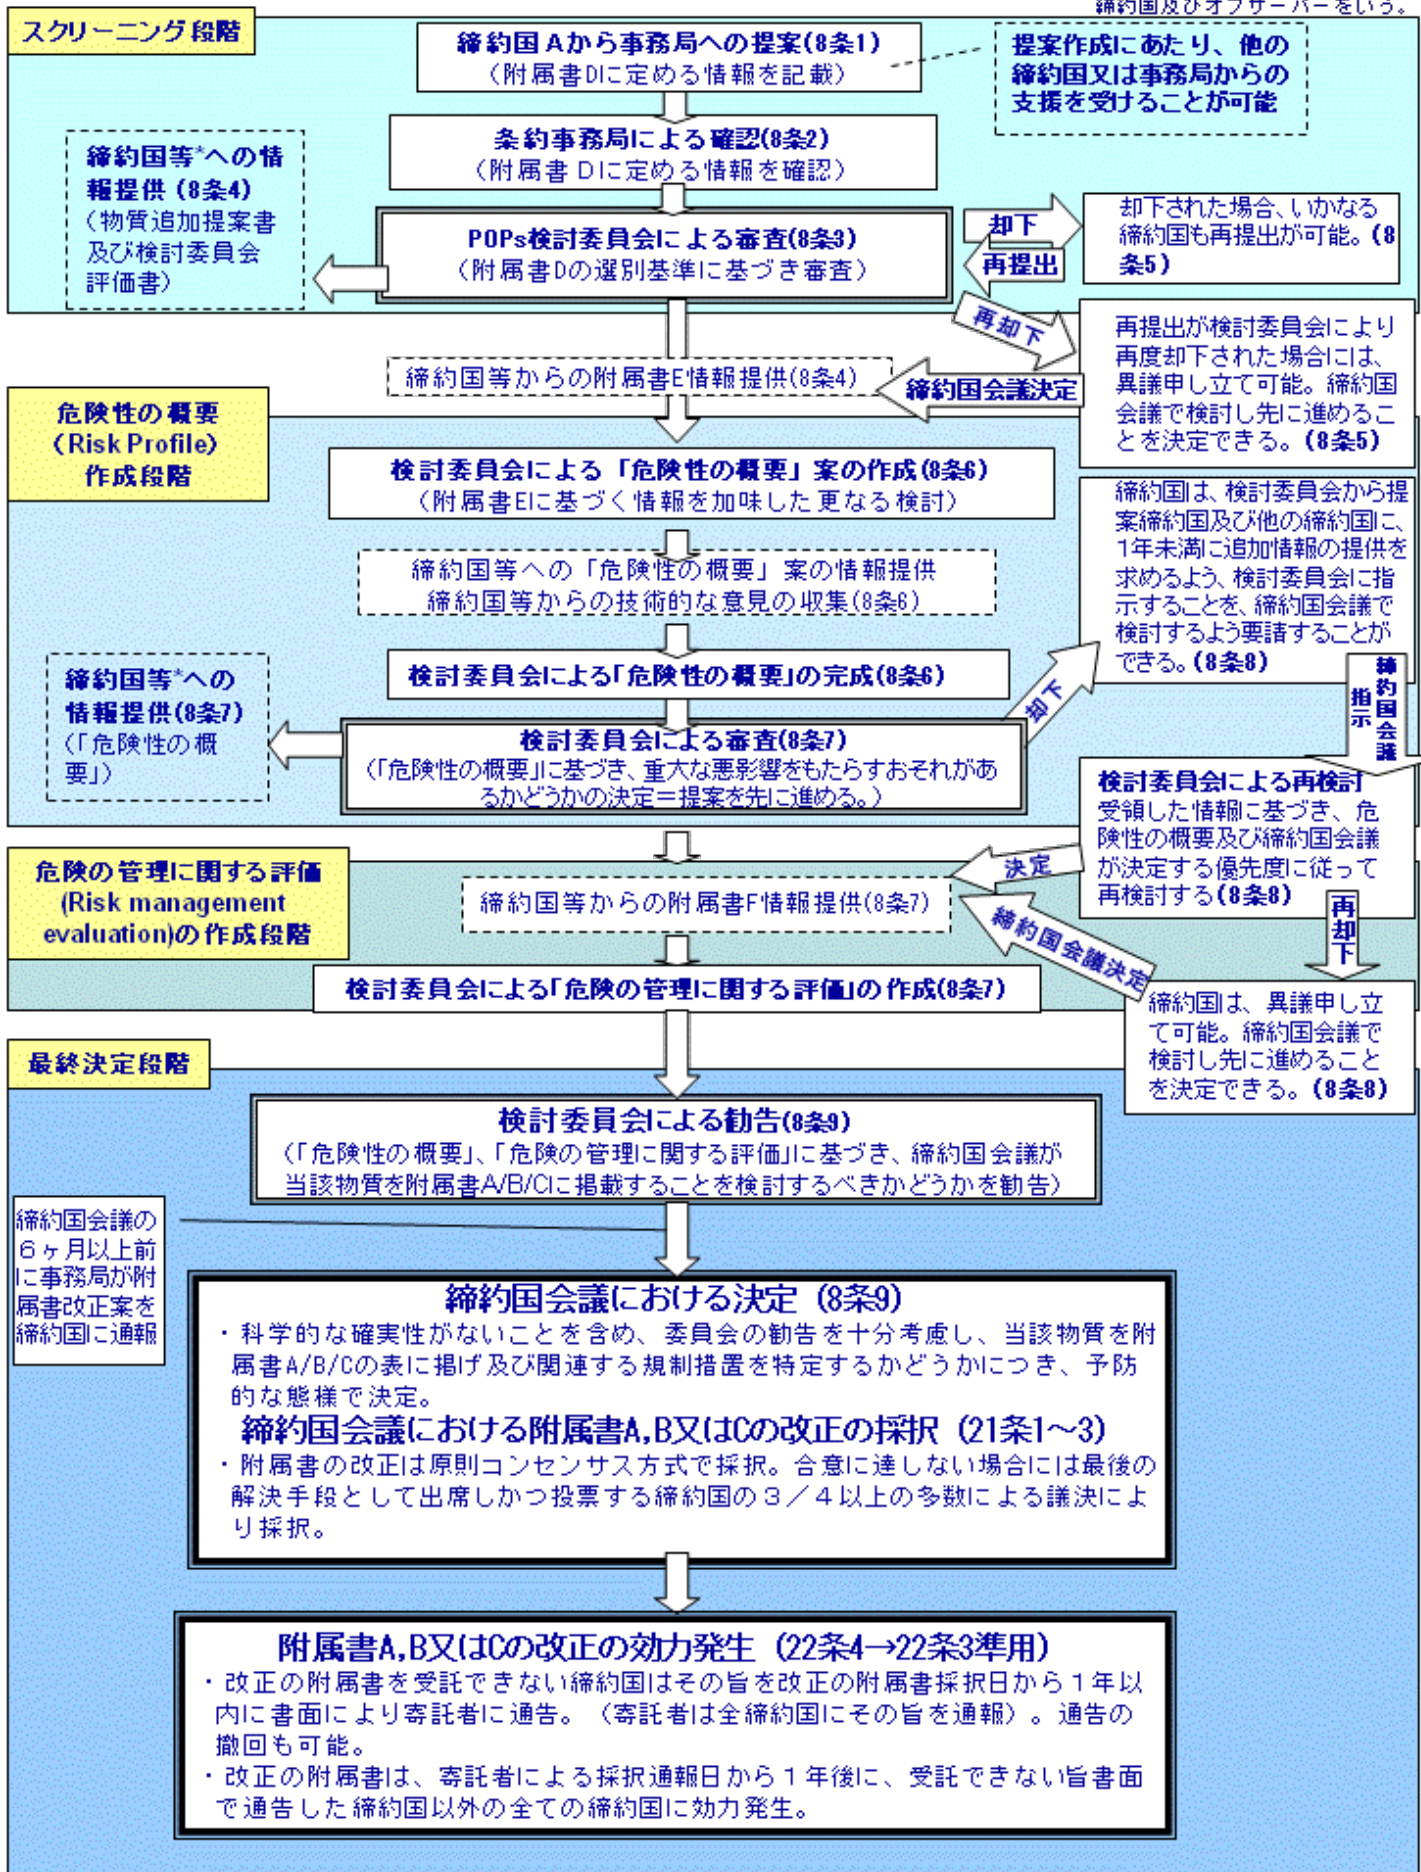 締約国及びオブザーバーをいう。
スクリーニング段階
締約国Aから事務局への提案(8条1)
(附属書Dに定める情報を記載)
提案作成にあたり、他の
締約国又は事務局からの
支援を受けることが可能
条約事務局による確認(8条2)
(附属書Dに定める情報を確認)
締約国等*への情
報提供(8条4)
(物質追加提案書
及び検討委員会
評価書)
POPs検討委員会による審査(8条3)
(附属書Dの選別基準に基づき審査)
却下
再提出
却下された場合、いかなる
締約国も再提出が可能。(8
条5)
再却下
再提出が検討委員会により
再度却下された場合には、
異議申し立て可能。締約国
会議で検討し先に進めるこ
とを決定できる。(8条5)
締約国会議決定
締約国等からの附属書E情報提供(8条4)
危険性の概要
(Risk Profile)
作成段階
検討委員会による「危険性の概要」案の作成(8条6)
(附属書Eに基づく情報を加味した更なる検討)
締約国等への「危険性の概要」案の情報提供
締約国等からの技術的な意見の収集(8条6)
締約国は、検討委員会から提
案締約国及び他の締約国に、
1年未満に追加情報の提供を
求めるよう、検討委員会に指
示することを、締約国会議で
検討するよう要請することが
できる。(8条8)
検討委員会による「危険性の概要」の完成(8条6)
締約国等*への
情報提供(8条7)
(「危険性の概
要」)
検討委員会による審査(8条7)
(「危険性の概要」に基づき、重大な悪影響をもたらすおそれがあ
るかどうかの決定=提案を先に進める。)
却下
締約国会議
指示
検討委員会による再検討
受領した情報に基づき、危
険性の概要及び締約国会議
が決定する優先度に従って
再検討する(8条8)
危険の管理に関する評価
(Risk management
evaluation)の作成段階
決定
締約国等からの附属書F情報提供(8条7)
締約国会議決定
再却下
検討委員会による「危険の管理に関する評価」の作成(8条7)
締約国は、異議申し立
て可能。締約国会議で
検討し先に進めること
を決定できる。(8条8)
最終決定段階
検討委員会による勧告(8条9)
(「危険性の概要」、「危険の管理に関する評価」に基づき、締約国会議が
当該物質を附属書A/B/Cに掲載することを検討するべきかどうかを勧告)
締約国会議の
6ヶ月以上前
に事務局が附
属書改正案を
締約国に通報
締約国会議における決定(8条9)
・科学的な確実性がないことを含め、委員会の勧告を十分考慮し、当該物質を附
属書A/B/Cの表に掲げ及び関連する規制措置を特定するかどうかにつき、予防
的な態様で決定。
締約国会議における附属書A,B又はCの改正の採択(21条1~3)
・附属書の改正は原則コンセンサス方式で採択。合意に達しない場合には最後の
解決手段として出席しかつ投票する締約国の3/4以上の多数による議決によ
り採択。
附属書A,B又はCの改正の効力発生(22条4→22条3準用)
・改正の附属書を受託できない締約国はその旨を改正の附属書採択日から1年以
内に書面により寄託者に通告。(寄託者は全締約国にその旨を通報)。通告の
撤回も可能。
・改正の附属書は、寄託者による採択通報日から1年後に、受託できない旨書面
で通告した締約国以外の全ての締約国に効力発生。